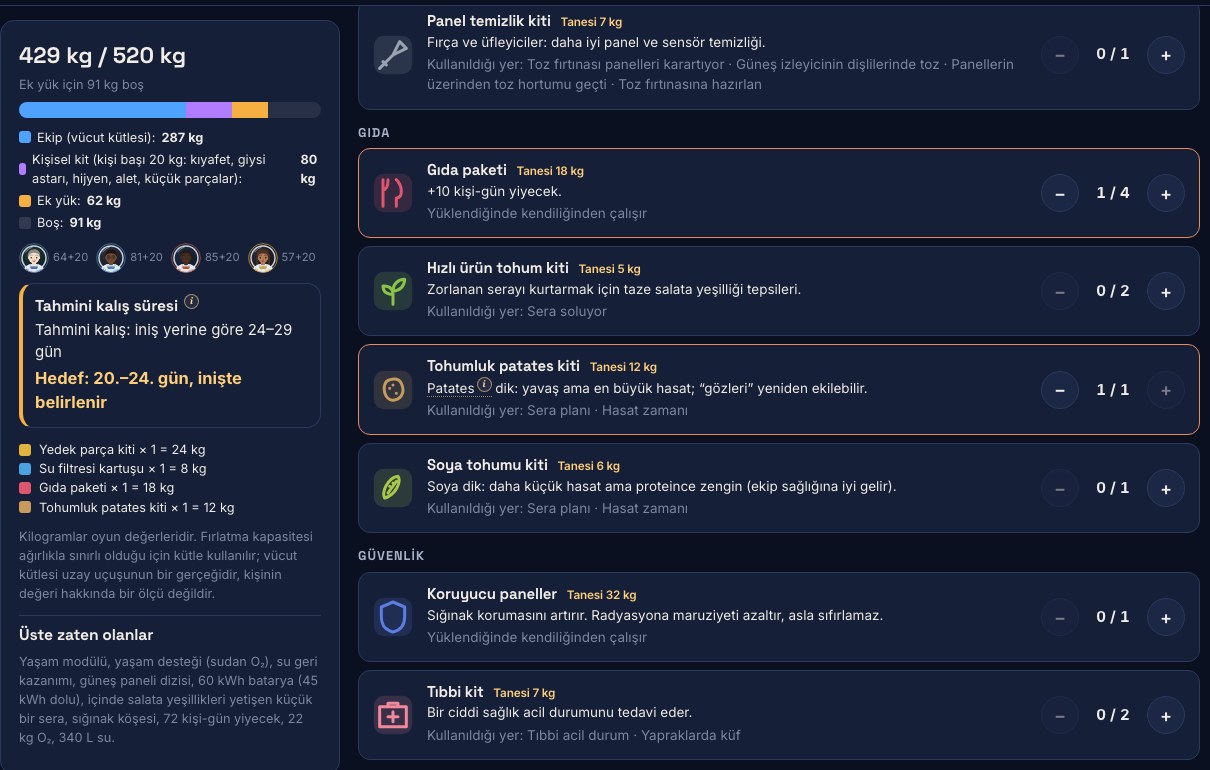 429 kg / 520 kg
Ek yük için 91 kg boş
Ekip (vücut kütlesi): 287 kg
Kişisel kit (kişi başı 20 kg: kıyafet, giysi
astarı, hijyen, alet, küçük parçalar): 80 kg
Ek yük: 62 kg
Boş: 91 kg
64+20 81+20 85+20 57+20
Tahmini kalış süresi i
Tahmini kalış: iniş yerine göre 24–29
gün
Hedef: 20.–24. gün, inişte
belirlenir
Yedek parça kiti × 1 = 24 kg
Su filtresi kartuşu × 1 = 8 kg
Gıda paketi × 1 = 18 kg
Tohumluk patates kiti × 1 = 12 kg
Kilogramlar oyun değerleridir. Fırlatma kapasitesi
ağırlıkla sınırlı olduğu için kütle kullanılır; vücut
kütlesi uzay uçuşunun bir gerçeğidir, kişinin
değeri hakkında bir ölçü değildir.
Üste zaten olanlar
Yaşam modülü, yaşam desteği (sudan O₂), su geri
kazanımı, güneş paneli dizisi, 60 kWh batarya (45
kWh dolu), içinde salata yeşillikleri yetişen küçük
bir sera, sığınak köşesi, 72 kişi-gün yiyecek, 22
kg O₂, 340 L su.
Panel temizlik kiti Tanesi 7 kg
Fırça ve üfleyiciler: daha iyi panel ve sensör temizliği.
Kullanıldığı yer: Toz fırtınası panelleri karartıyor · Güneş izleyicinin dişlilerinde toz · Panellerin
üzerinden toz hortumu geçti · Toz fırtınasına hazırlan
− 0 / 1 +
GIDA
Gıda paketi Tanesi 18 kg
+10 kişi-gün yiyecek.
Yüklendiğinde kendiliğinden çalışır
− 1 / 4 +
Hızlı ürün tohum kiti Tanesi 5 kg
Zorlanan serayı kurtarmak için taze salata yeşilliği tepsileri.
Kullanıldığı yer: Sera soluyor
− 0 / 2 +
Tohumluk patates kiti Tanesi 12 kg
Patates i dik: yavaş ama en büyük hasat; “gözleri” yeniden ekilebilir.
Kullanıldığı yer: Sera planı · Hasat zamanı
− 1 / 1 +
Soya tohumu kiti Tanesi 6 kg
Soya dik: daha küçük hasat ama proteince zengin (ekip sağlığına iyi gelir).
Kullanıldığı yer: Sera planı · Hasat zamanı
− 0 / 1 +
GÜVENLİK
Koruyucu paneller Tanesi 32 kg
Sığınak korumasını artırır. Radyasyona maruziyeti azaltır, asla sıfırlamaz.
Yüklendiğinde kendiliğinden çalışır
− 0 / 1 +
Tıbbi kit Tanesi 7 kg
Bir ciddi sağlık acil durumunu tedavi eder.
Kullanıldığı yer: Tıbbi acil durum · Yapraklarda küf
− 0 / 2 +